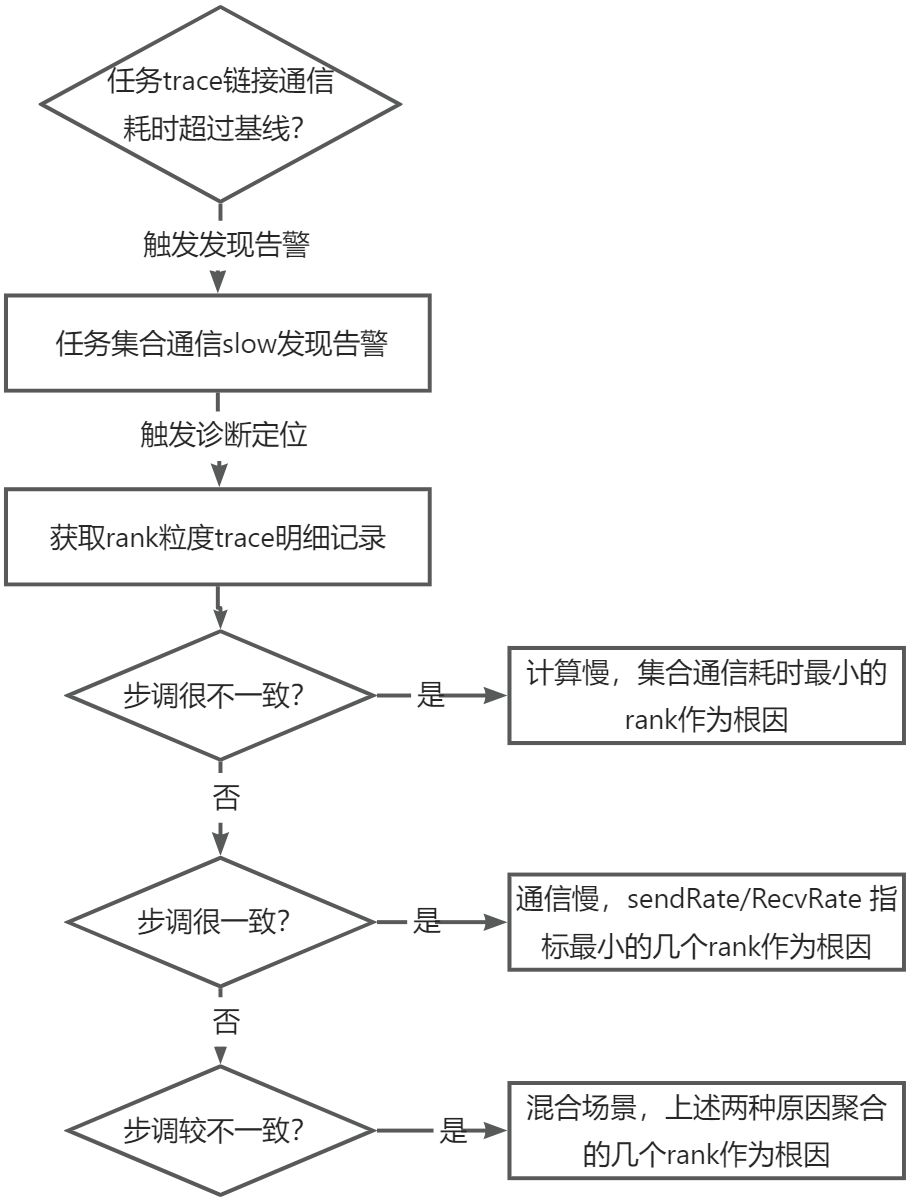 任务trace链接通信
耗时超过基线?
触发发现告警
任务集合通信slow发现告警
触发诊断定位
获取rank粒度trace明细记录
步调很不一致?
是
计算慢，集合通信耗时最小的
rank作为根因
否
步调很一致?
是
通信慢，sendRate/RecvRate 指
标最小的几个rank作为根因
否
步调较不一致?
是
混合场景，上述两种原因聚合
的几个rank作为根因